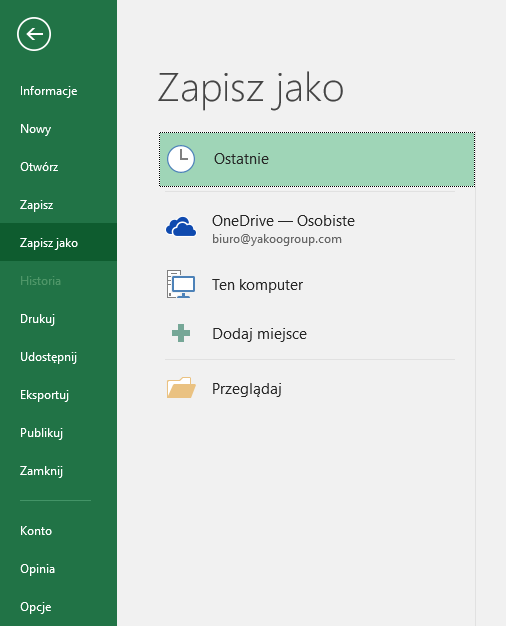 Informacje
Nowy
Otwórz
Zapisz
Zapisz jako
Historia
Drukuj
Udostępnij
Eksportuj
Publikuj
Zamknij
Konto
Opinia
Opcje
Zapisz jako
Ostatnie
OneDrive — Osobiste
biuro@yakoogroup.com
Ten komputer
Dodaj miejsce
Przeglądaj